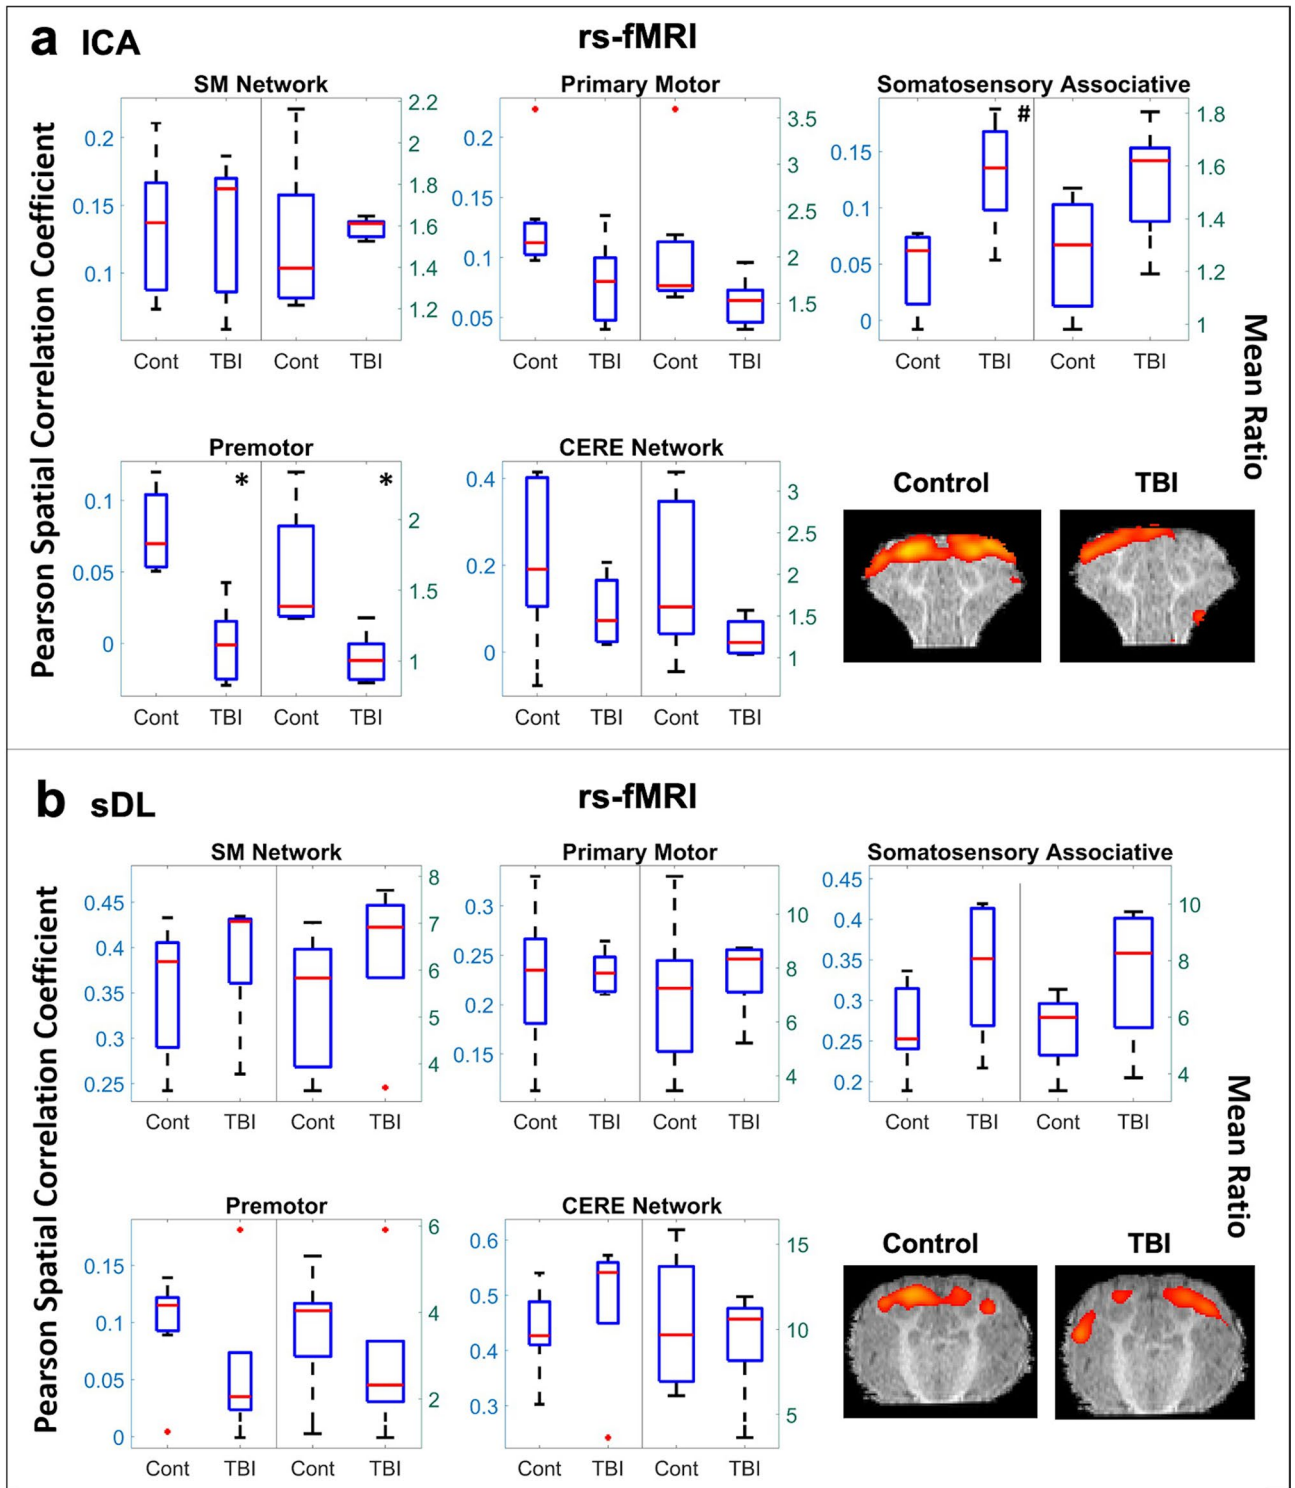 a ICA
rs-fMRI
Pearson Spatial Correlation Coefficient
Mean Ratio
SM Network
0.2
0.15
0.1
2.2
2
1.8
1.6
1.4
1.2
Cont TBI Cont TBI
Primary Motor
0.2
0.15
0.1
0.05
3.5
3
2.5
2
1.5
Cont TBI Cont TBI
Somatosensory Associative
#
0.15
0.1
0.05
0
1.8
1.6
1.4
1.2
1
Cont TBI Cont TBI
Premotor
* *
0.1
0.05
0
2
1.5
1
Cont TBI Cont TBI
CERE Network
0.4
0.2
0
3
2.5
2
1.5
1
Cont TBI Cont TBI
Control TBI
b sDL
rs-fMRI
Pearson Spatial Correlation Coefficient
Mean Ratio
SM Network
0.45
0.4
0.35
0.3
0.25
8
7
6
5
4
Cont TBI Cont TBI
Primary Motor
0.3
0.25
0.2
0.15
10
8
6
4
Cont TBI Cont TBI
Somatosensory Associative
0.45
0.4
0.35
0.3
0.25
0.2
10
8
6
4
Cont TBI Cont TBI
Premotor
0.15
0.1
0.05
0
6
4
2
Cont TBI Cont TBI
CERE Network
0.6
0.5
0.4
0.3
15
10
5
Cont TBI Cont TBI
Control TBI